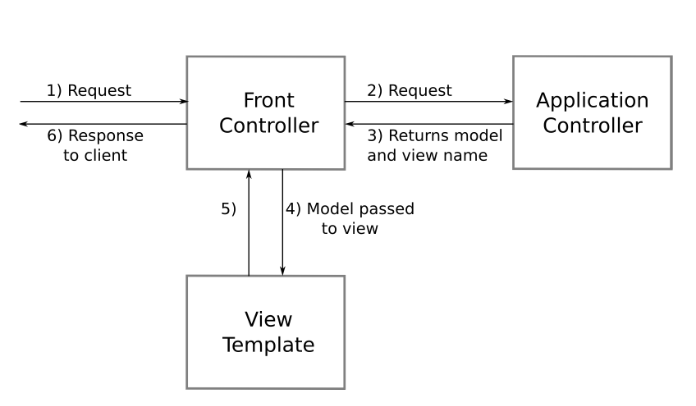 1) Request
6) Response
to client
Front
Controller
2) Request
3) Returns model
and view name
Application
Controller
5)
4) Model passed
to view
View
Template